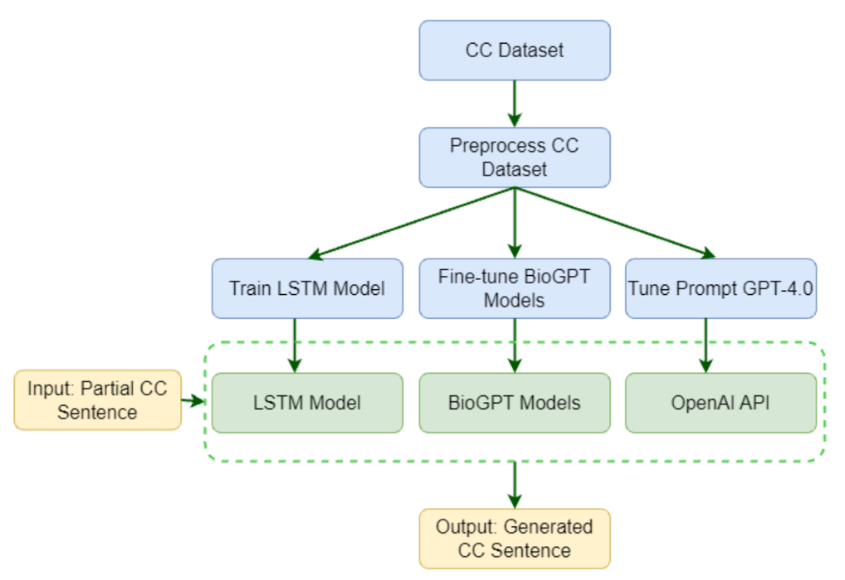 CC Dataset
Preprocess CC
Dataset
Train LSTM Model
Fine-tune BioGPT
Models
Tune Prompt GPT-4.0
Input: Partial CC
Sentence
LSTM Model
BioGPT Models
OpenAI API
Output: Generated
CC Sentence